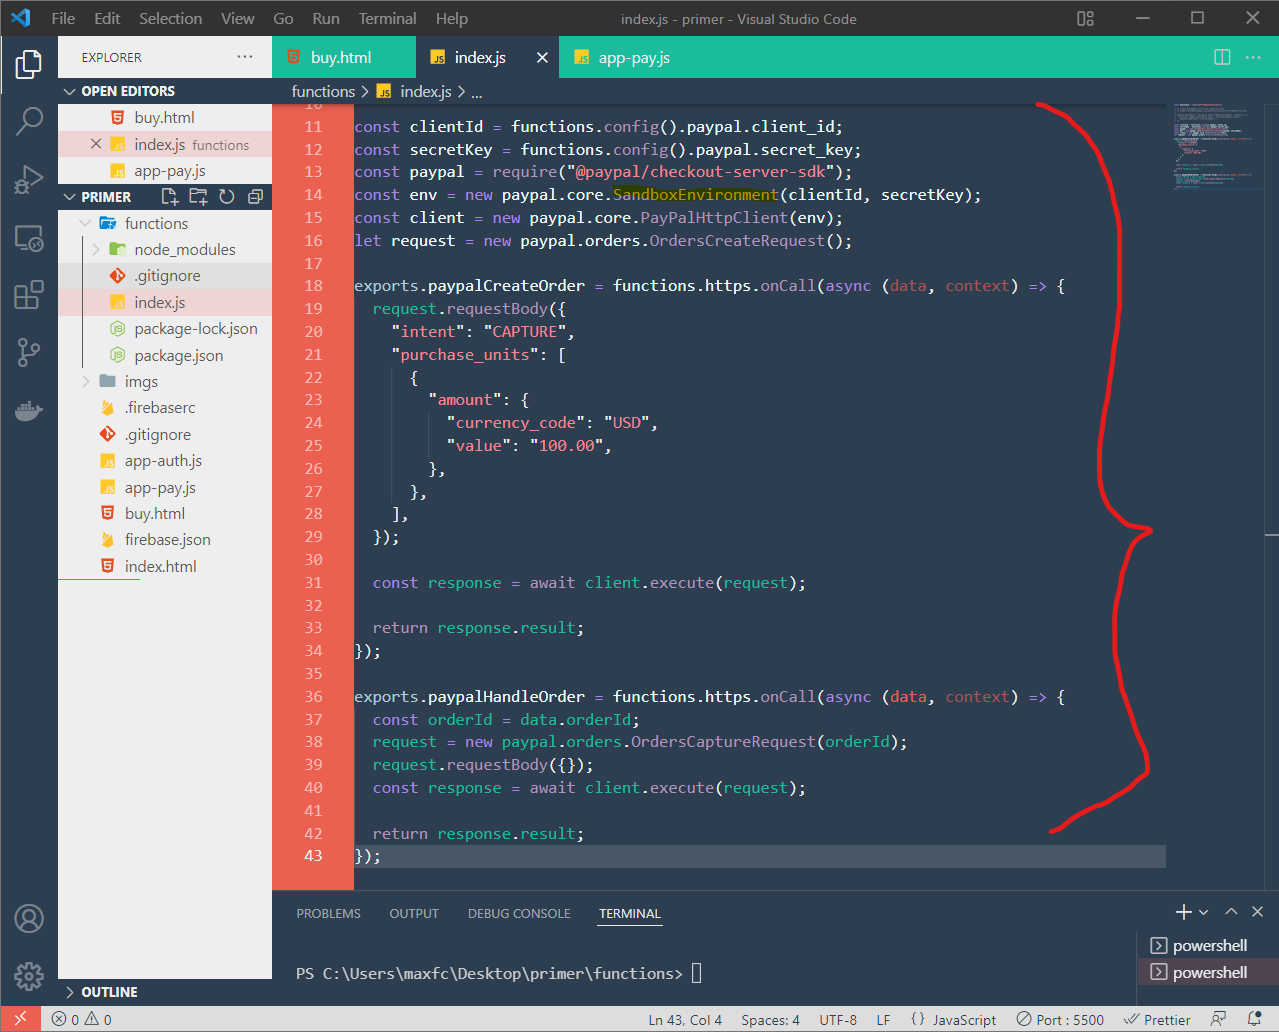 File Edit Selection View Go Run Terminal Help index.js - primer - Visual Studio Code
EXPLORER ...
buy.html
index.js
app-pay.js
functions > index.js > ...
OPEN EDITORS
buy.html
index.js functions
app-pay.js
PRIMER
functions
node_modules
.gitignore
index.js
package-lock.json
package.json
imgs
.firebaserc
.gitignore
app-auth.js
app-pay.js
buy.html
firebase.json
index.html
OUTLINE
10
11 const clientId = functions.config().paypal.client_id;
12 const secretKey = functions.config().paypal.secret_key;
13 const paypal = require("@paypal/checkout-server-sdk");
14 const env = new paypal.core.SandboxEnvironment(clientId, secretKey);
15 const client = new paypal.core.PayPalHttpClient(env);
16 let request = new paypal.orders.OrdersCreateRequest();
17
18 exports.paypalCreateOrder = functions.https.onCall(async (data, context) => {
19 request.requestBody({
20 "intent": "CAPTURE",
21 "purchase_units": [
22 {
23 "amount": {
24 "currency_code": "USD",
25 "value": "100.00",
26 },
27 },
28 ],
29 });
30
31 const response = await client.execute(request);
32
33 return response.result;
34 });
35
36 exports.paypalHandleOrder = functions.https.onCall(async (data, context) => {
37 const orderId = data.orderId;
38 request = new paypal.orders.OrdersCaptureRequest(orderId);
39 request.requestBody({});
40 const response = await client.execute(request);
41
42 return response.result;
43 });
PROBLEMS OUTPUT DEBUG CONSOLE TERMINAL
PS C:\Users\maxfc\Desktop\primer\functions>
powershell
powershell
0 0 Ln 43, Col 4 Spaces: 4 UTF-8 LF {} JavaScript Port : 5500 Prettier